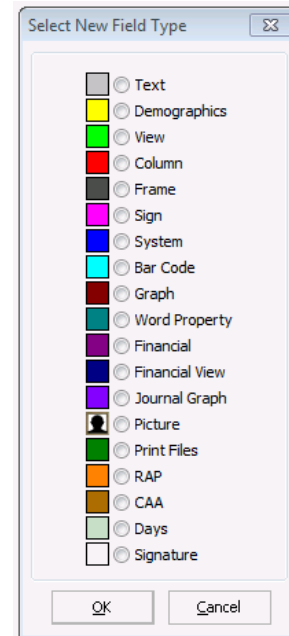 Select New Field Type
Text
Demographics
View
Column
Frame
Sign
System
Bar Code
Graph
Word Property
Financial
Financial View
Journal Graph
Picture
Print Files
RAP
CAA
Days
Signature
OK
Cancel